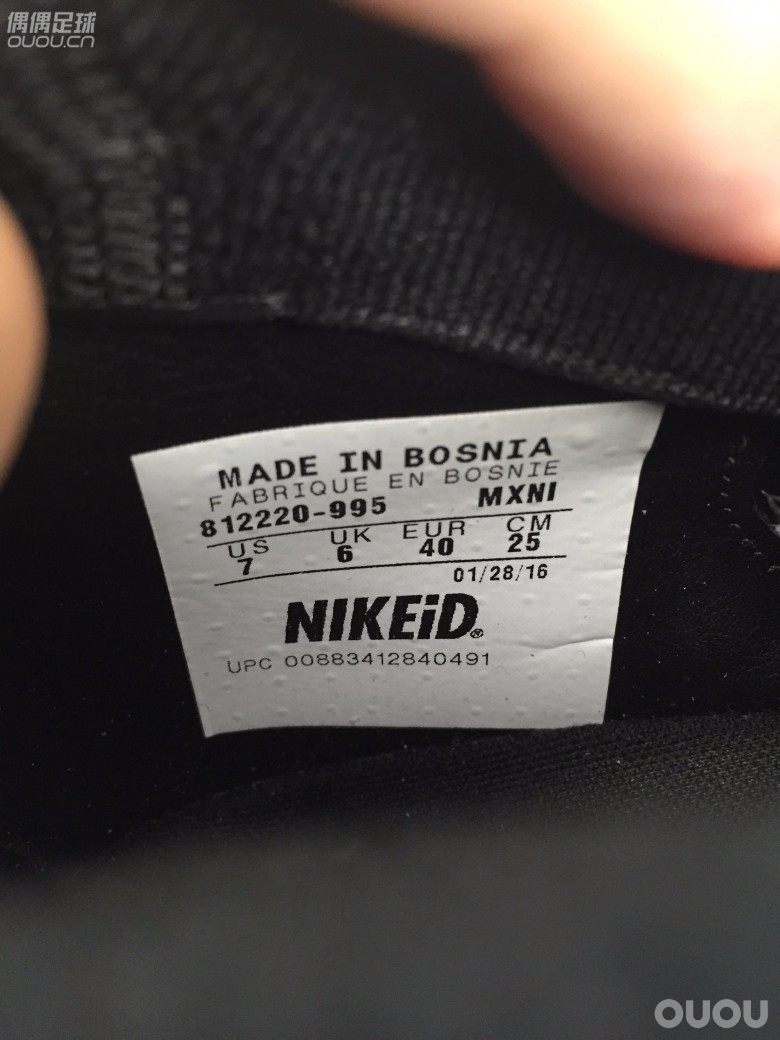 偶偶足球
OUOU.CN
MADE IN BOSNIA
FABRIQUE EN BOSNIE
812220-995 MXNI
US UK EUR CM
7 6 40 25
01/28/16
NIKEiD®
UPC 00883412840491
OUOU